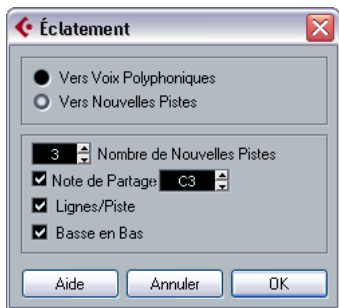 Éclatement
Vers Voix Polyphoniques
Vers Nouvelles Pistes
3 Nombre de Nouvelles Pistes
Note de Partage C3
Lignes/Piste
Basse en Bas
Aide Annuler OK